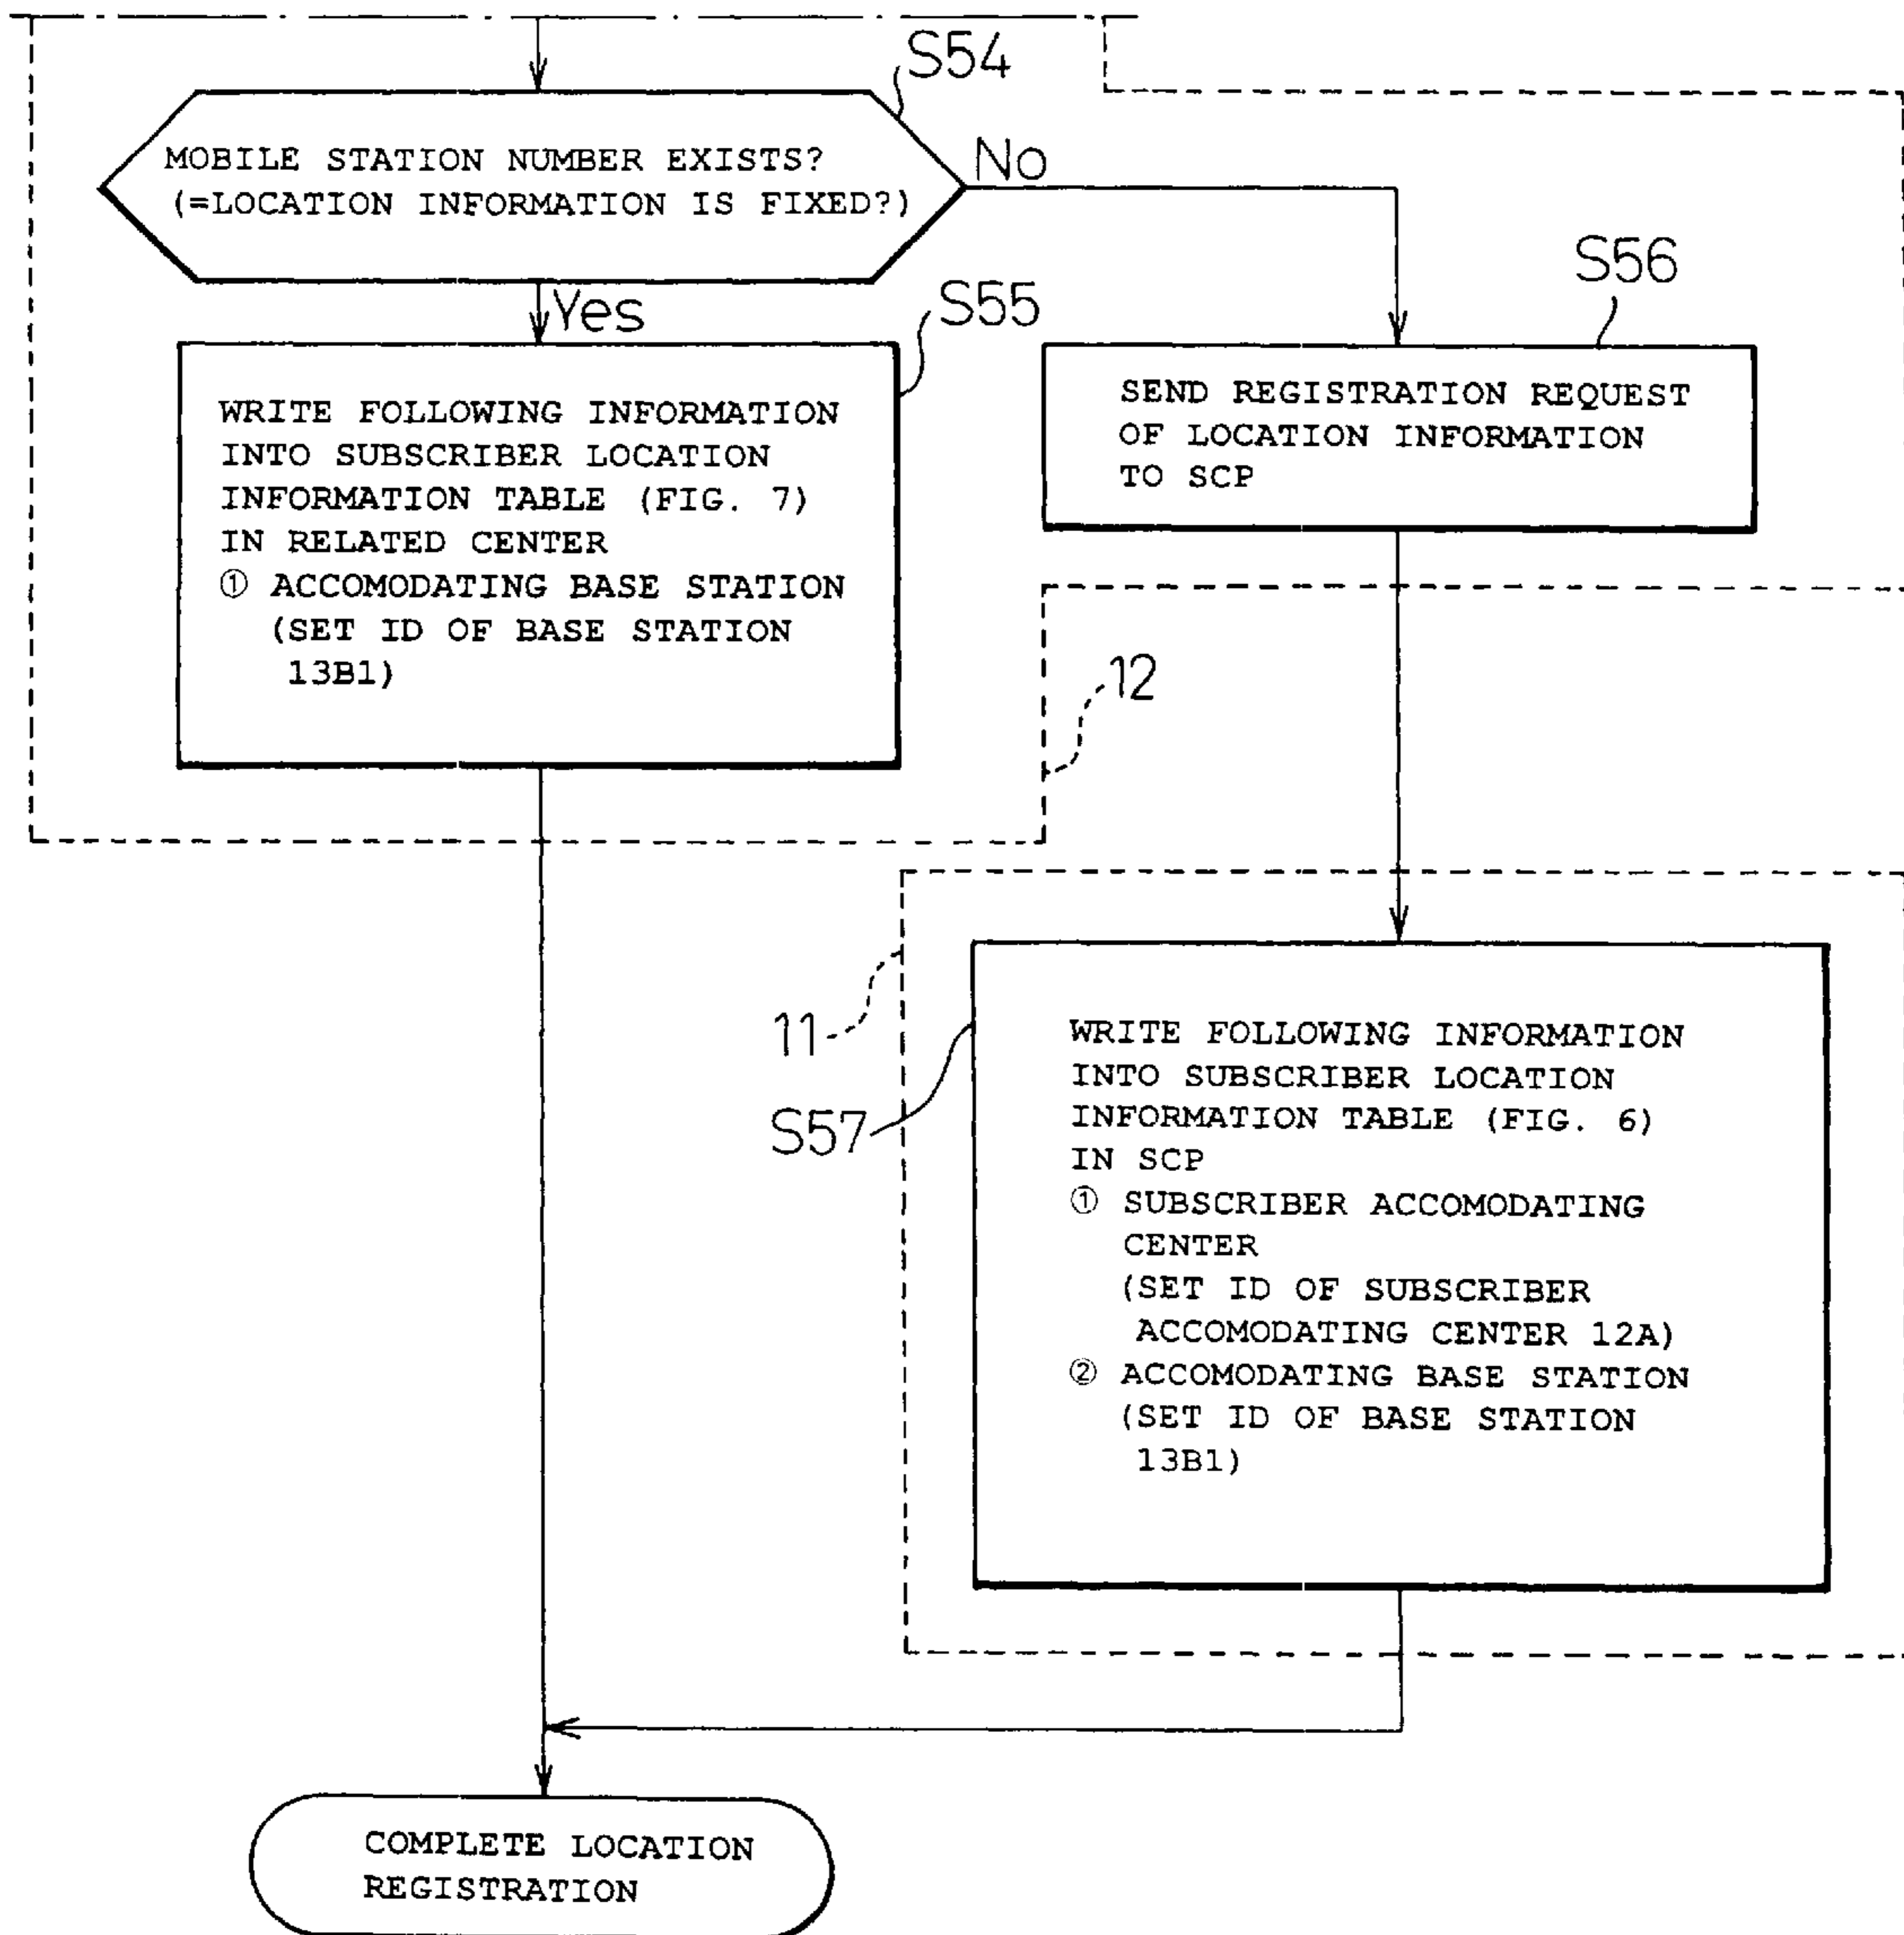 S54
MOBILE STATION NUMBER EXISTS?
(=LOCATION INFORMATION IS FIXED?)
No
Yes
S55
WRITE FOLLOWING INFORMATION
INTO SUBSCRIBER LOCATION
INFORMATION TABLE (FIG. 7)
IN RELATED CENTER
① ACCOMODATING BASE STATION
(SET ID OF BASE STATION
13B1)
S56
SEND REGISTRATION REQUEST
OF LOCATION INFORMATION
TO SCP
12
11
S57
WRITE FOLLOWING INFORMATION
INTO SUBSCRIBER LOCATION
INFORMATION TABLE (FIG. 6)
IN SCP
① SUBSCRIBER ACCOMODATING
CENTER
(SET ID OF SUBSCRIBER
ACCOMODATING CENTER 12A)
② ACCOMODATING BASE STATION
(SET ID OF BASE STATION
13B1)
COMPLETE LOCATION
REGISTRATION